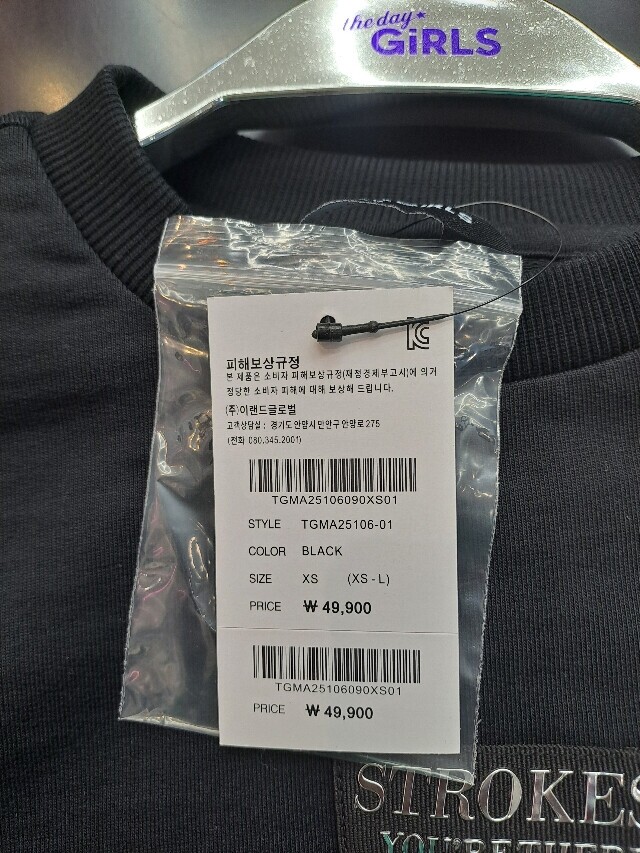 the day
GiRLS
피해보상규정
본 제품은 소비자 피해보상규정(재정경제부고시)에 의거
정당한 소비자 피해에 대해 보상해 드립니다.
(주)이랜드글로벌
고객상담실 : 경기도 안양시 만안구 안양로 275
(전화 080.345.2001)
TGMA25106090XS01
STYLE TGMA25106-01
COLOR BLACK
SIZE XS (XS - L)
PRICE ₩ 49,900
TGMA25106090XS01
PRICE ₩ 49,900
STROKES